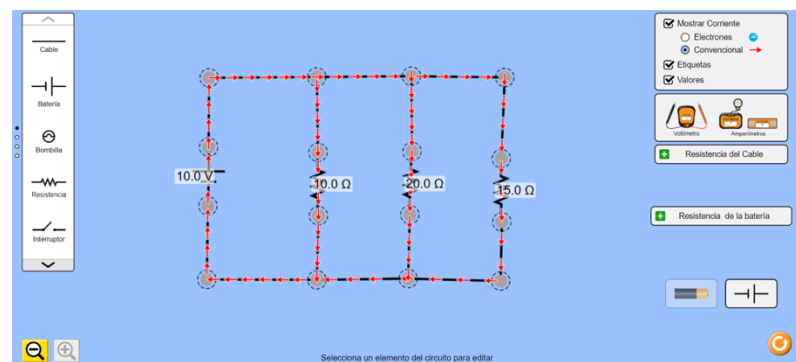 Cable
Batería
Bombilla
Resistencia
Interruptor
10.0 V
10.0 Ω
20.0 Ω
15.0 Ω
Mostrar Corriente
Electrones
Convencional
Etiquetas
Valores
Voltímetro
Amperímetros
Resistencia del Cable
Resistencia de la batería
Selecciona un elemento del circuito para editar